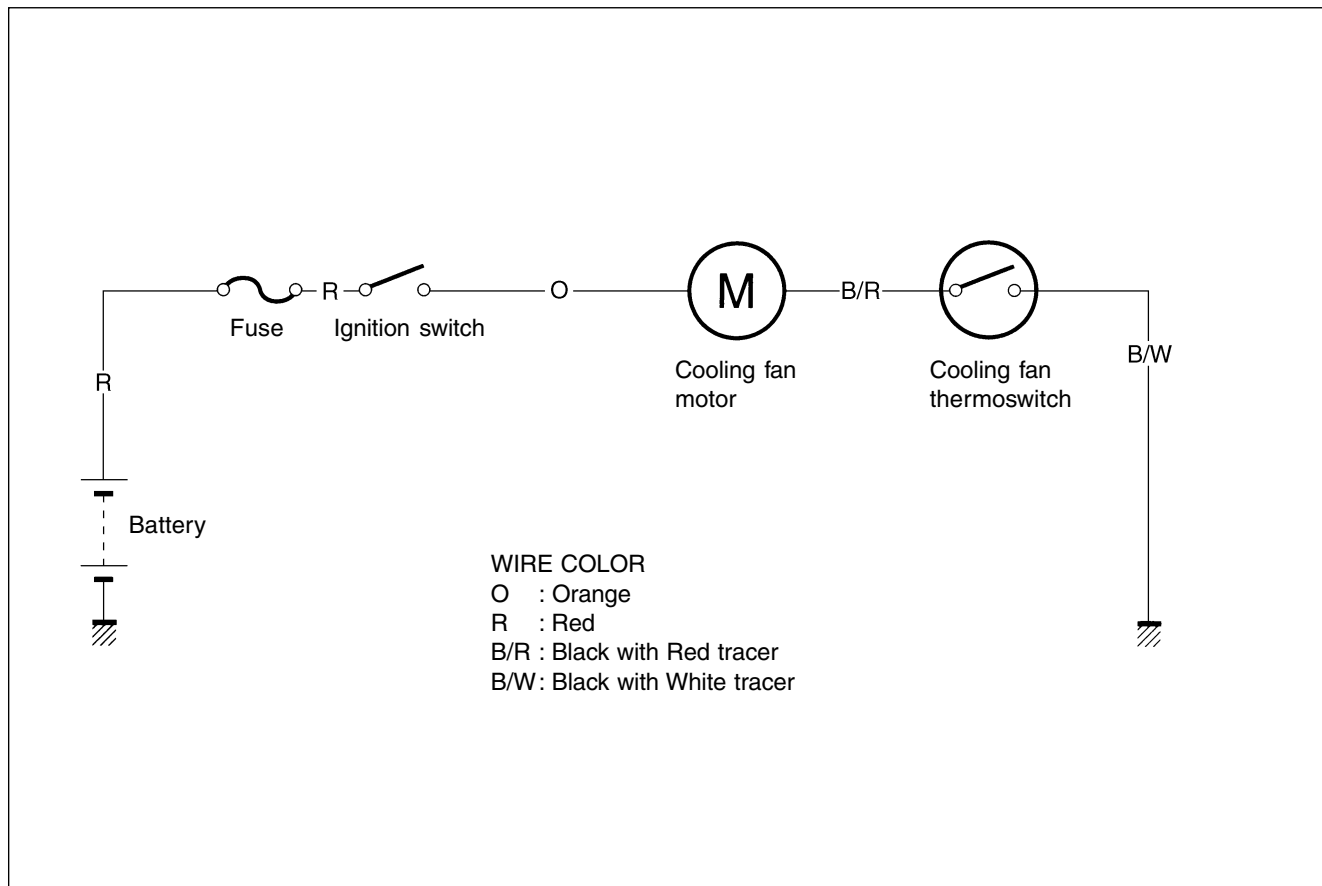 R
Fuse
R
Ignition switch
O
M
Cooling fan
motor
B/R
Cooling fan
thermoswitch
B/W
Battery
WIRE COLOR
O : Orange
R : Red
B/R : Black with Red tracer
B/W : Black with White tracer